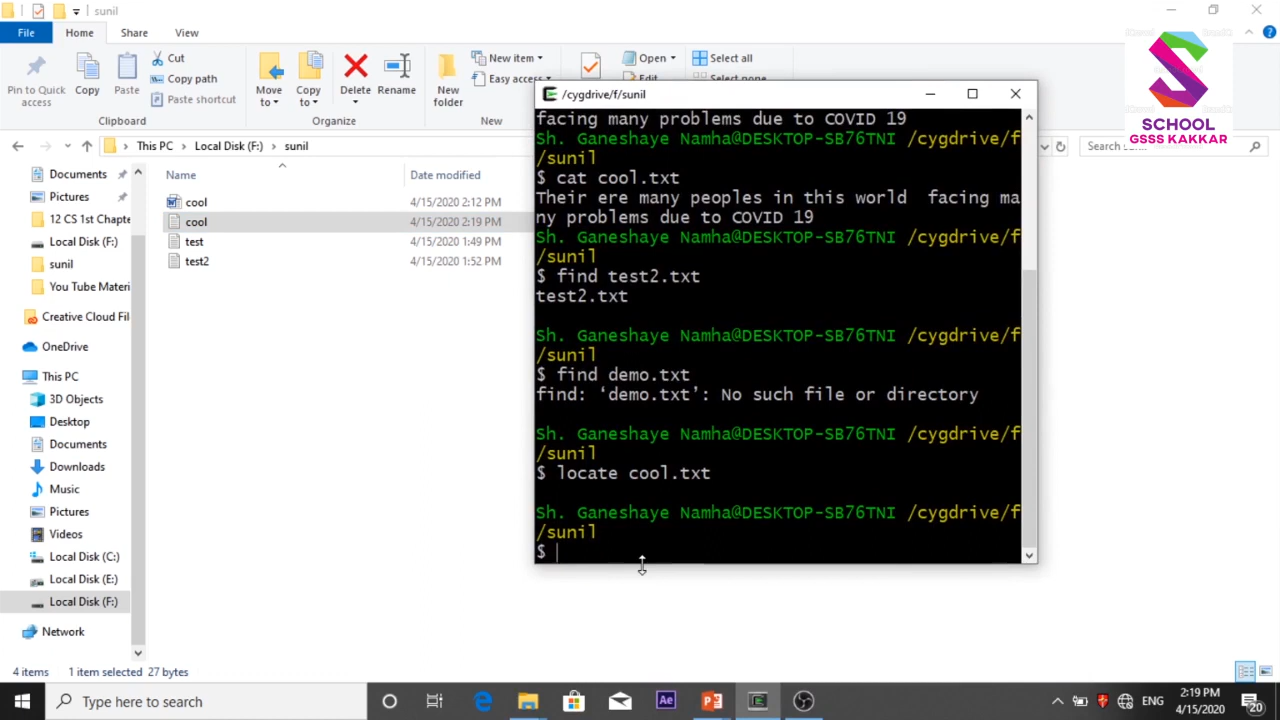 sunil
File
Home
Share
View
Pin to Quick access
Copy
Paste
Cut
Copy path
Paste shortcut
Clipboard
Move to
Copy to
Delete
Rename
Organize
New folder
New item
Easy access
New
Open
Edit
Select all
Select none
SCHOOL
GSSS KAKKAR
This PC
Local Disk (F:)
sunil
Search
Documents
Pictures
12 CS 1st Chapte
Local Disk (F:)
sunil
You Tube Materi
Creative Cloud Fil
OneDrive
This PC
3D Objects
Desktop
Documents
Downloads
Music
Pictures
Videos
Local Disk (C:)
Local Disk (E:)
Local Disk (F:)
Network
Name
Date modified
cool
4/15/2020 2:12 PM
cool
4/15/2020 2:19 PM
test
4/15/2020 1:49 PM
test2
4/15/2020 1:52 PM
/cygdrive/f/sunil
facing many problems due to COVID 19
Sh. Ganeshaye Namha@DESKTOP-SB76TNI /cygdrive/f
/sunil
$ cat cool.txt
Their ere many peoples in this world  facing ma
ny problems due to COVID 19
Sh. Ganeshaye Namha@DESKTOP-SB76TNI /cygdrive/f
/sunil
$ find test2.txt
test2.txt
Sh. Ganeshaye Namha@DESKTOP-SB76TNI /cygdrive/f
/sunil
$ find demo.txt
find: ‘demo.txt’: No such file or directory
Sh. Ganeshaye Namha@DESKTOP-SB76TNI /cygdrive/f
/sunil
$ locate cool.txt
Sh. Ganeshaye Namha@DESKTOP-SB76TNI /cygdrive/f
/sunil
$
4 items
1 item selected 27 bytes
Type here to search
Ae
ENG
2:19 PM
4/15/2020
20